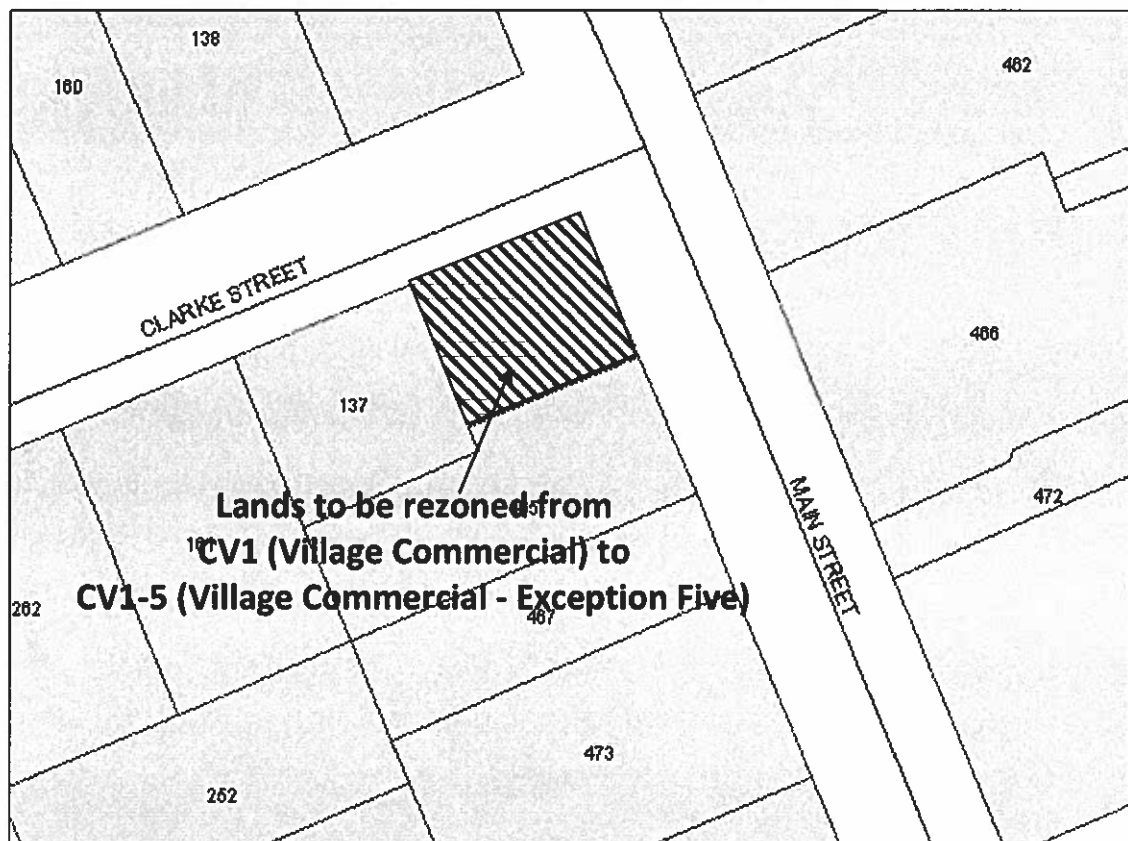 138
160
462
CLARKE STREET
466
137
MAIN STREET
472
Lands to be rezoned from
CV1 (Village Commercial) to
CV1-5 (Village Commercial - Exception Five)
262
467
473
252